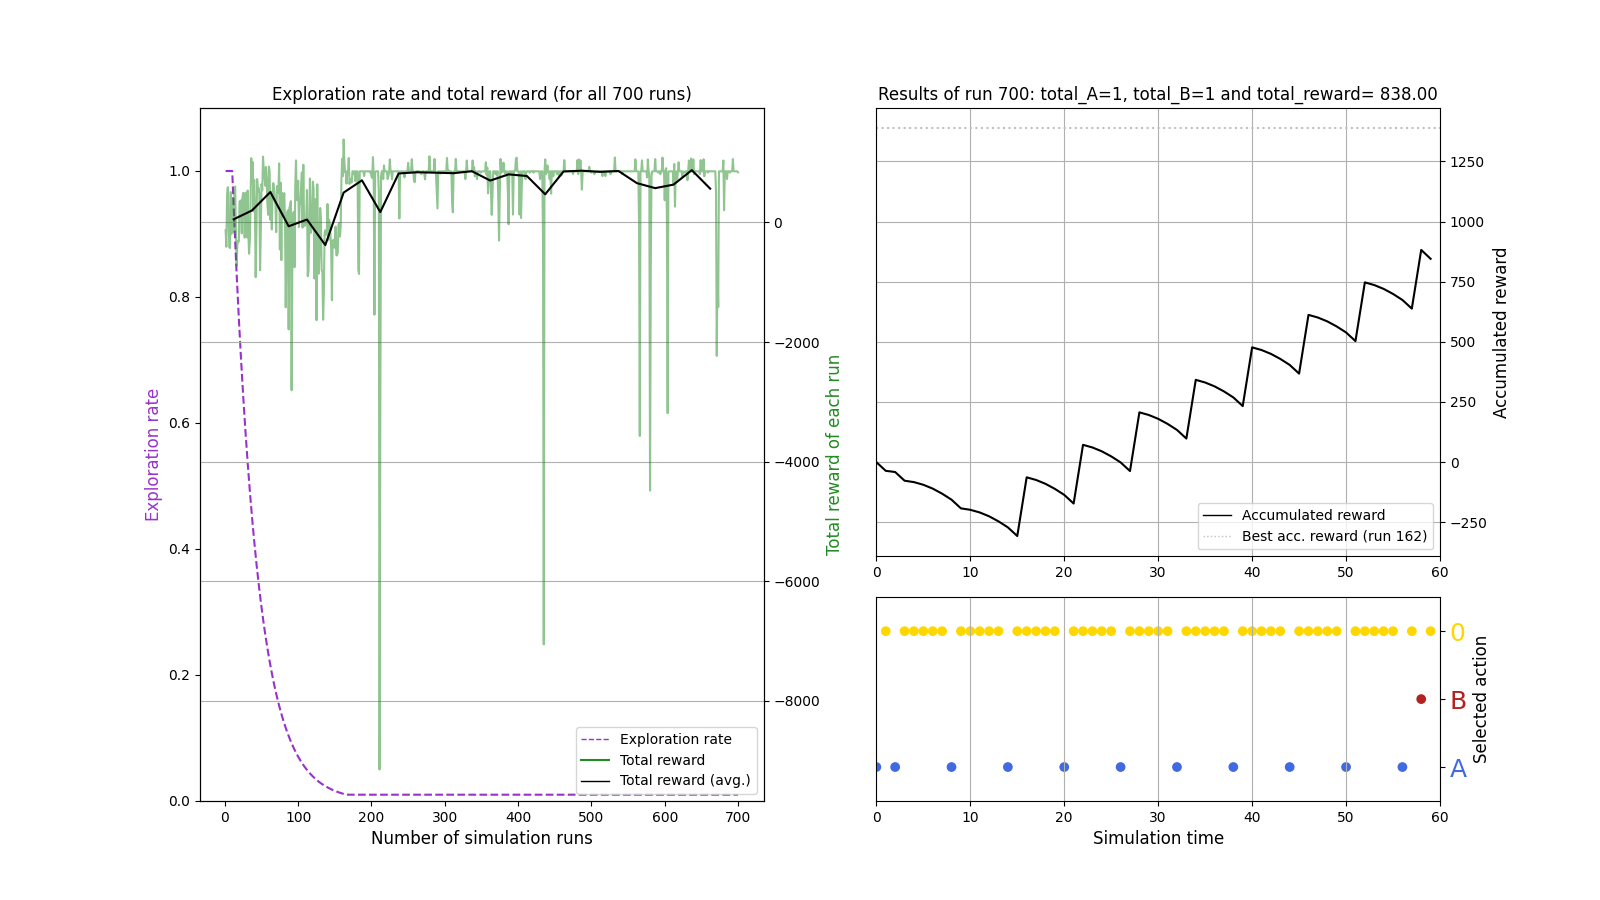 Exploration rate and total reward (for all 700 runs)
1.0
0.8
0.6
0.4
0.2
0.0
Exploration rate
0
−2000
−4000
−6000
−8000
Total reward of each run
Exploration rate
Total reward
Total reward (avg.)
0 100 200 300 400 500 600 700
Number of simulation runs
Results of run 700: total_A=1, total_B=1 and total_reward= 838.00
1250
1000
750
500
250
0
−250
Accumulated reward
Accumulated reward
Best acc. reward (run 162)
0 10 20 30 40 50 60
0
B
A
Selected action
0 10 20 30 40 50 60
Simulation time